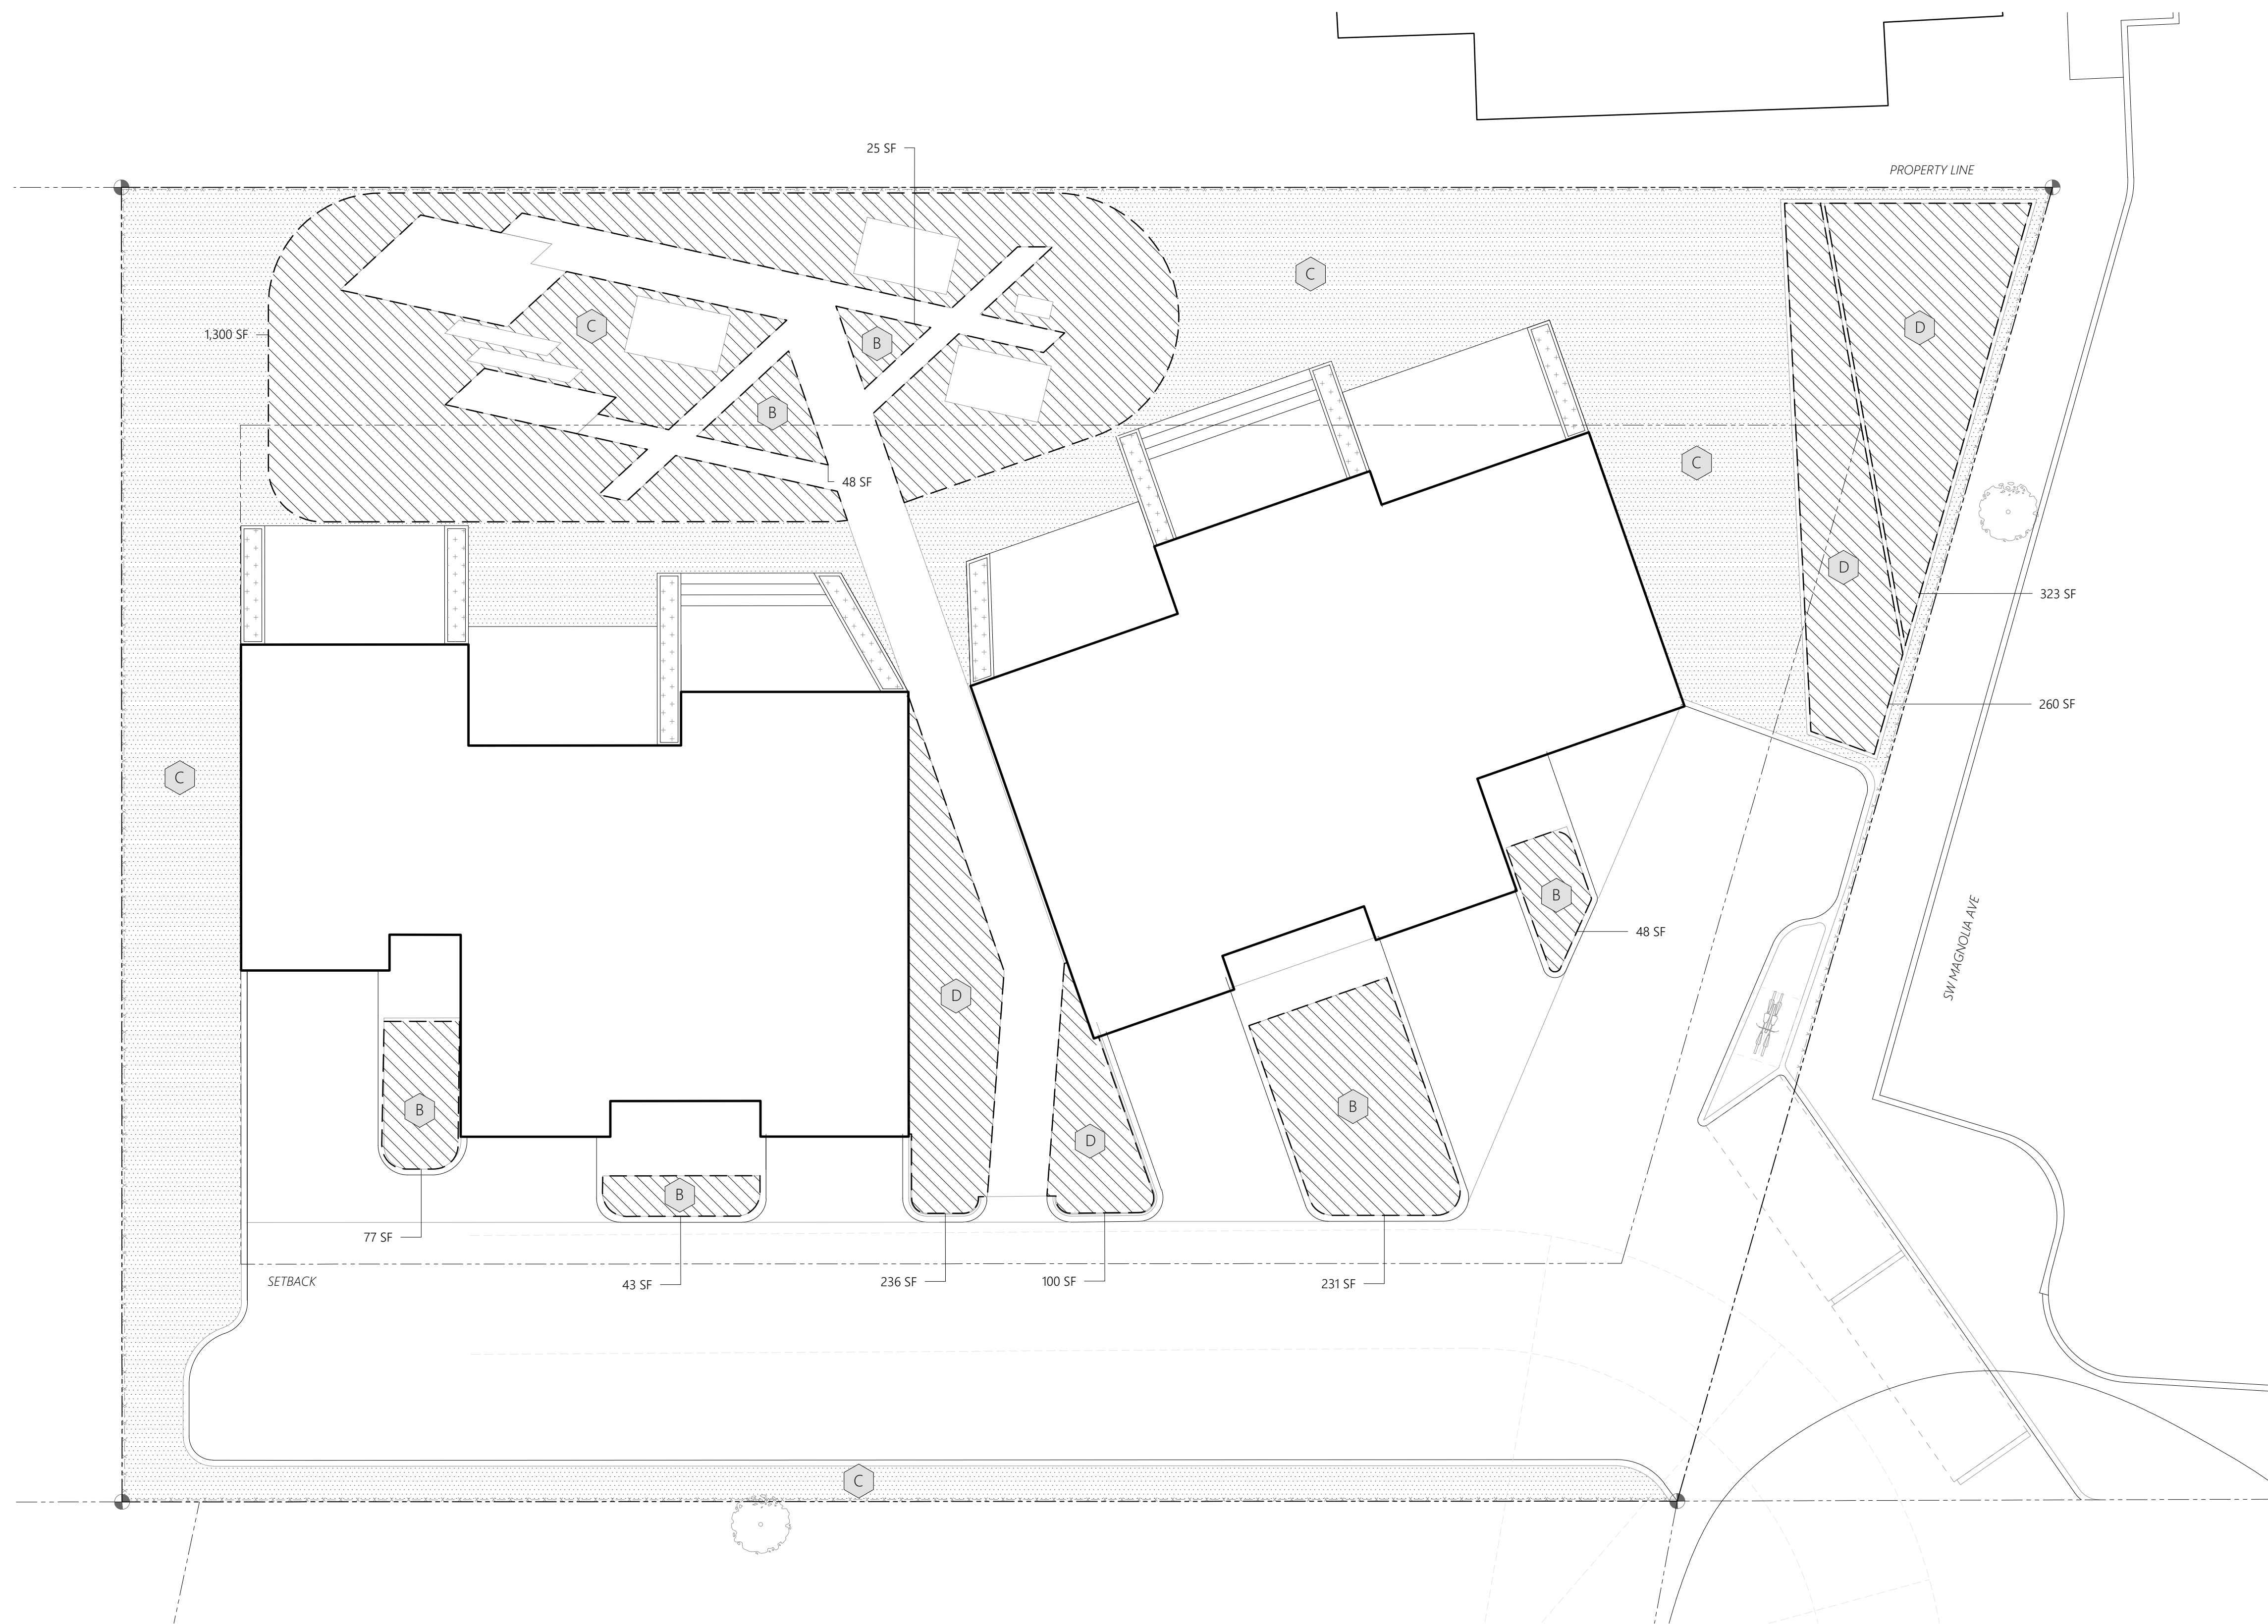 25 SF
PROPERTY LINE
C
C
D
1,300 SF
B
B
C
48 SF
D
323 SF
260 SF
C
B
48 SF
SW MAGNOLIA AVE
D
B
B
D
B
77 SF
43 SF
236 SF
100 SF
231 SF
SETBACK
C